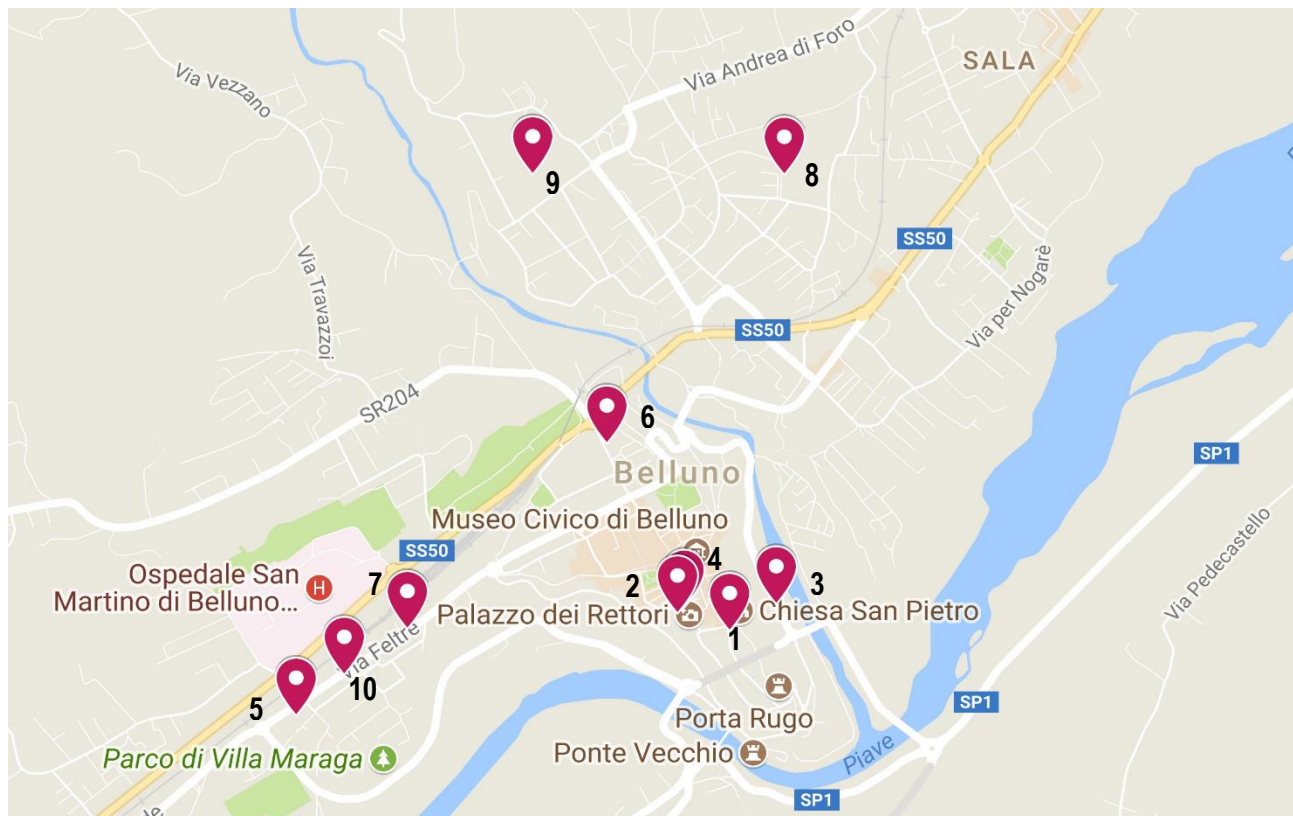 Via Andrea di Foro
SALA
Via Vezzano
9
8
SS50
Via Travazzoi
Via per Nogarè
SS50
SR204
6
Belluno
SP1
Museo Civico di Belluno
SS50
4
Ospedale San
Martino di Belluno...
H
7
2
3
Palazzo dei Rettori
Chiesa San Pietro
1
Via Pedecastello
Via Feltre
10
5
Porta Rugo
SP1
Parco di Villa Maraga
Ponte Vecchio
Piave
SP1